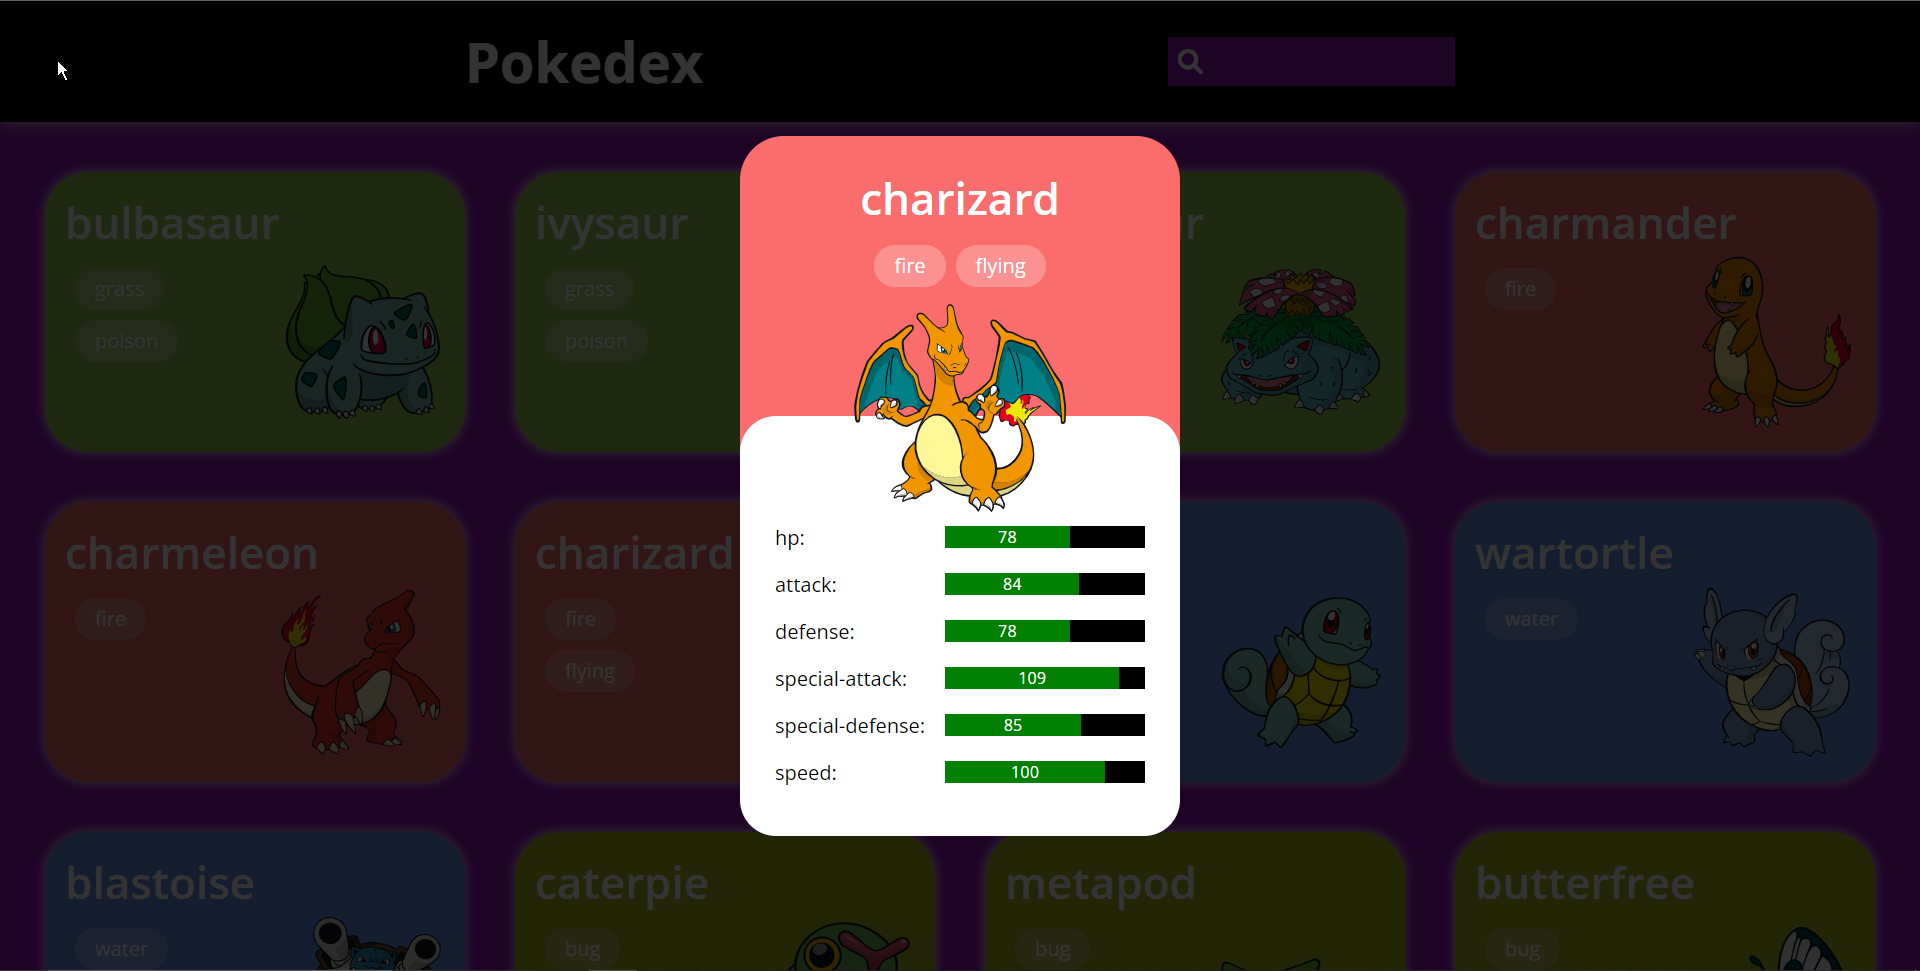 Pokedex
charizard
fire flying
hp: 78
attack: 84
defense: 78
special-attack: 109
special-defense: 85
speed: 100
bulbasaur
grass
poison
ivysaur
grass
poison
r
charmander
fire
charmeleon
fire
charizard
fire
flying
wartortle
water
blastoise
water
caterpie
bug
metapod
bug
butterfree
bug